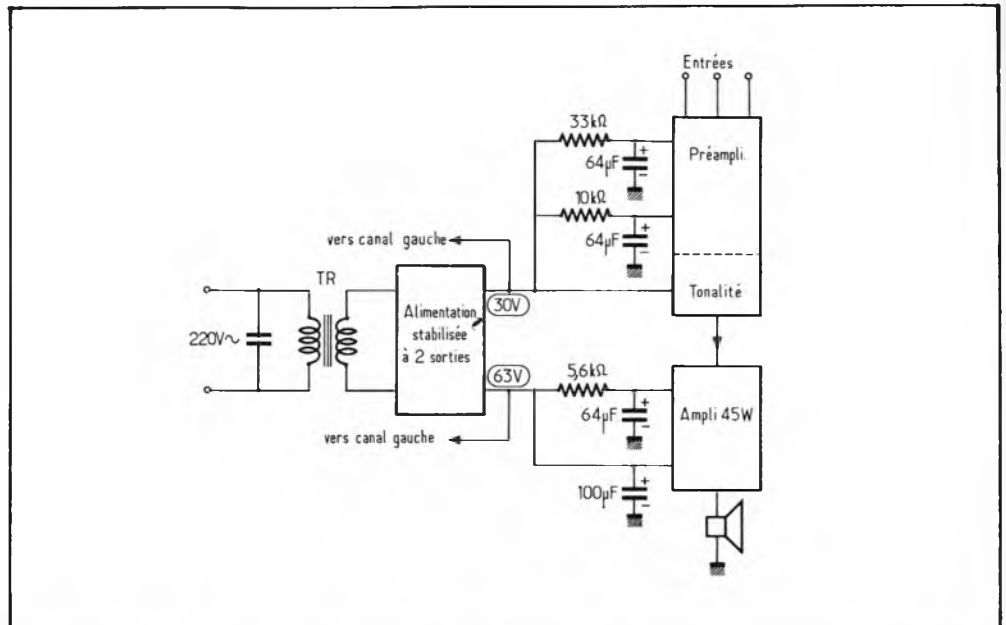 Entrées
33kΩ
64µF
+
-
Préampli.
10kΩ
64µF
+
-
vers canal gauche
TR
Tonalité
30V
Alimentation
stabilisée
à 2 sorties
220V~
63V
5,6kΩ
64µF
+
-
Ampli 45W
vers canal gauche
100µF
+
-